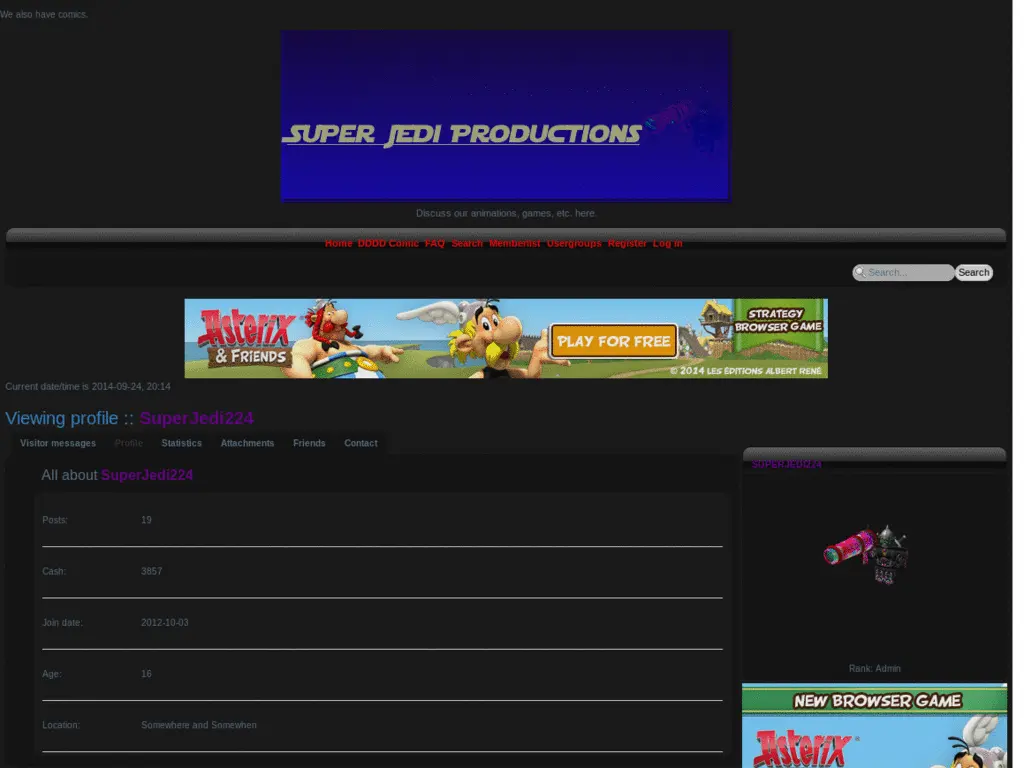 We also have comics.
Super Jedi Productions
Discuss our animations, games, etc. here.
Home DDDD Comic FAQ Search Memberlist Usergroups Register Log in
Search... Search
Asterix & Friends
PLAY FOR FREE
STRATEGY BROWSER GAME
© 2014 LES ÉDITIONS ALBERT RENÉ
Current date/time is 2014-09-24, 20:14
Viewing profile :: SuperJedi224
Visitor messages Profile Statistics Attachments Friends Contact
SUPERJEDI224
All about SuperJedi224
Posts: 19
Cash: 3857
Join date: 2012-10-03
Age: 16
Location: Somewhere and Somewhen
Rank: Admin
NEW BROWSER GAME
Asterix